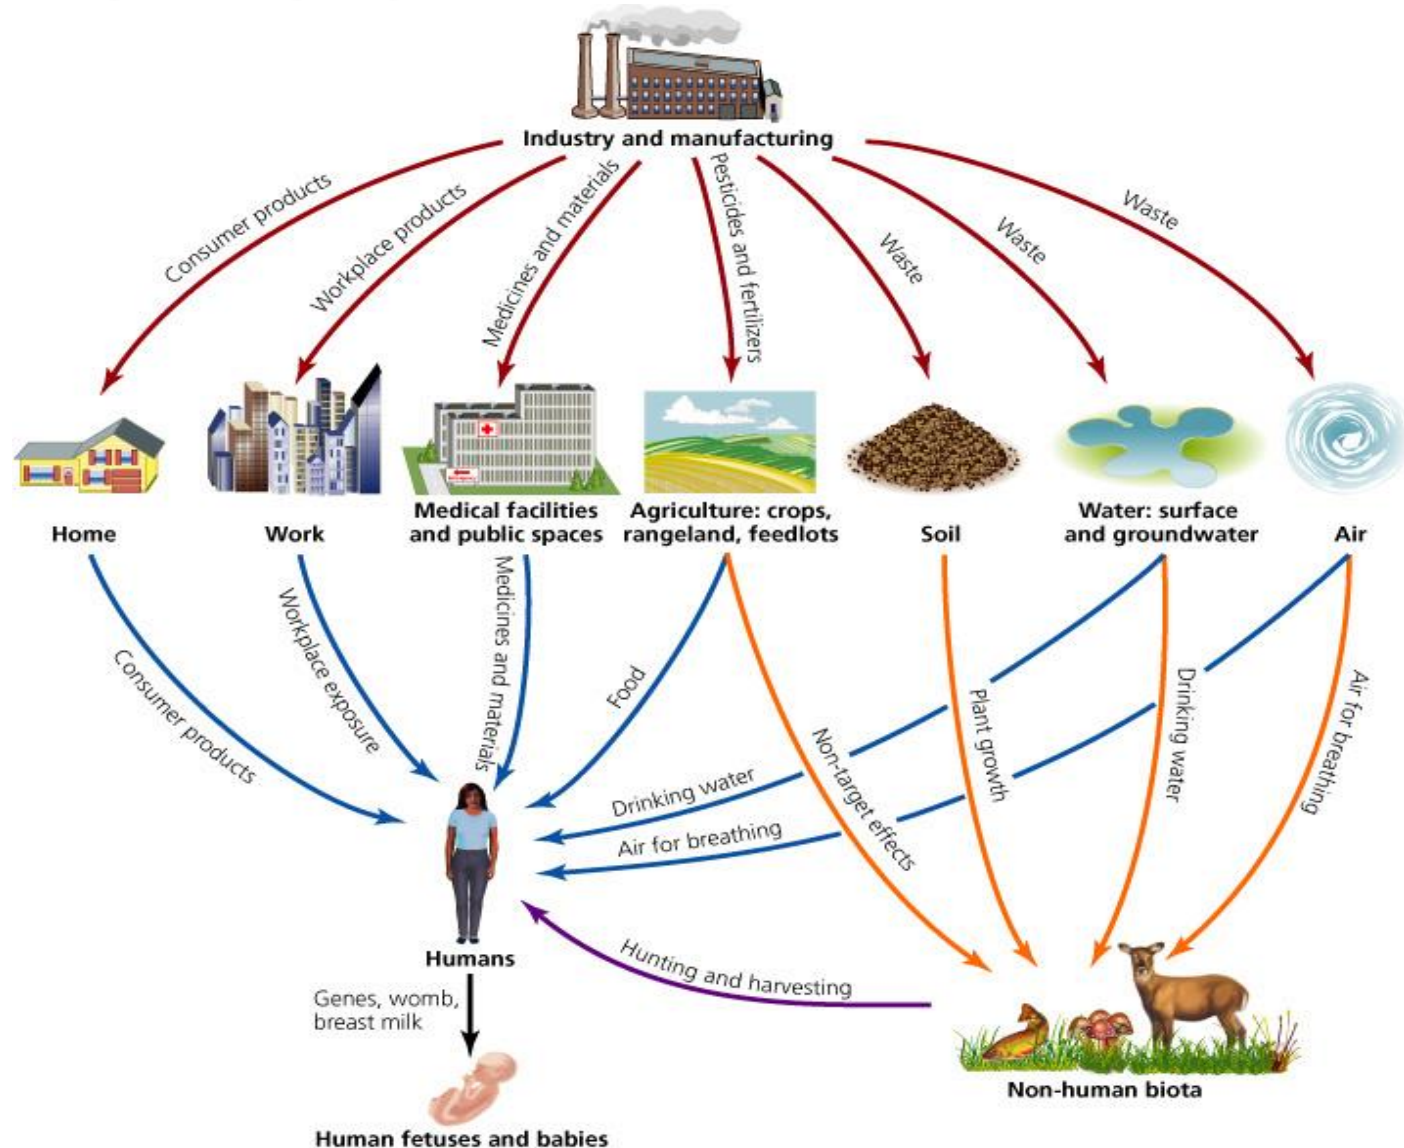 Industry and manufacturing
Consumer products
Workplace products
Medicines and materials
Pesticides and fertilizers
Waste
Waste
Waste
Home
Work
Medical facilities
and public spaces
Agriculture: crops,
rangeland, feedlots
Soil
Water: surface
and groundwater
Air
Consumer products
Workplace exposure
Medicines and materials
Food
Non-target effects
Drinking water
Air for breathing
Plant growth
Drinking water
Air for breathing
Hunting and harvesting
Humans
Genes, womb,
breast milk
Human fetuses and babies
Non-human biota